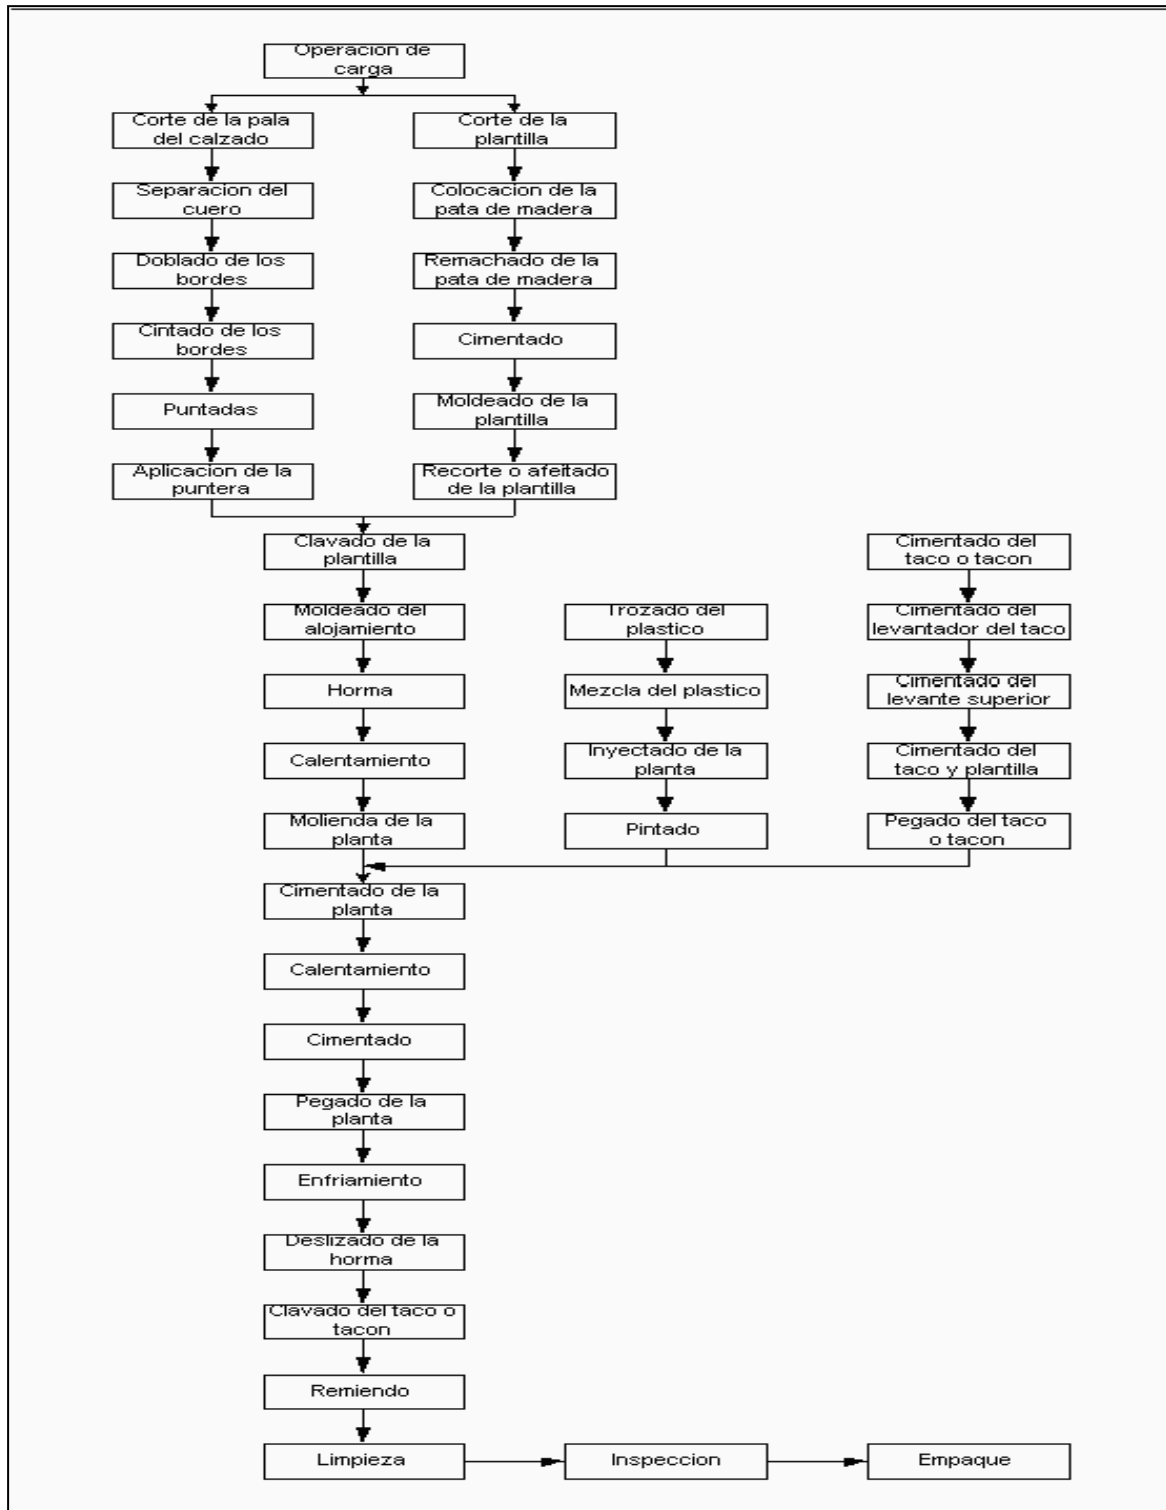 Operacion de
carga
Corte de la pala
del calzado
Corte de la
plantilla
Separacion del
cuero
Colocacion de la
pata de madera
Doblado de los
bordes
Remachado de la
pata de madera
Cintado de los
bordes
Cimentado
Puntadas
Moldeado de la
plantilla
Aplicacion de la
puntera
Recorte o afeitado
de la plantilla
Clavado de la
plantilla
Cimentado del
taco o tacon
Moldeado del
alojamiento
Trozado del
plastico
Cimentado del
levantador del taco
Horma
Mezcla del plastico
Cimentado del
levante superior
Calentamiento
Inyectado de la
planta
Cimentado del
taco y plantilla
Molienda de la
planta
Pintado
Pegado del taco
o tacon
Cimentado de la
planta
Calentamiento
Cimentado
Pegado de la
planta
Enfriamiento
Deslizado de la
horma
Clavado del taco o
tacon
Remiendo
Limpieza
Inspeccion
Empaque